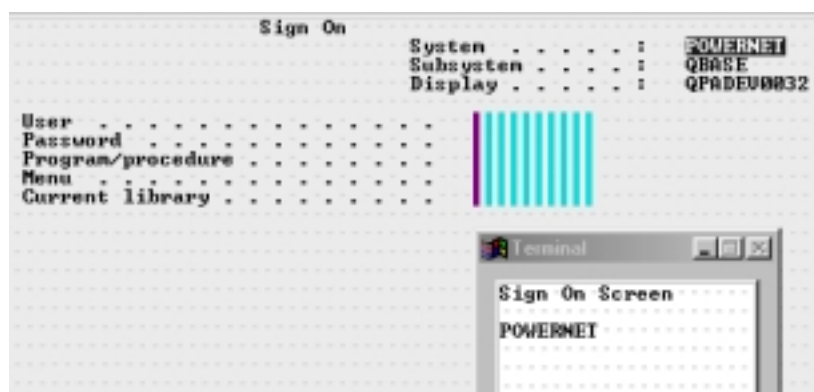 Sign On
System . . . . . : POWERNET
Subsystem . . . . : QBASE
Display . . . . . : QPADEV0032
User . . . . . . . . . . . . . .
Password . . . . . . . . . . . .
Program/procedure . . . . . . . .
Menu . . . . . . . . . . . . . .
Current library . . . . . . . . .
Terminal
Sign On Screen
POWERNET